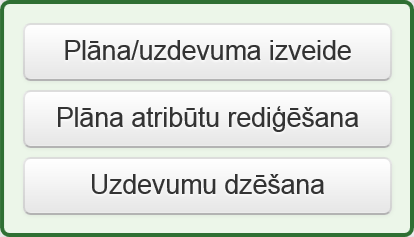 Plāna/uzdevuma izveide
Plāna atribūtu rediģēšana
Uzdevumu dzēšana